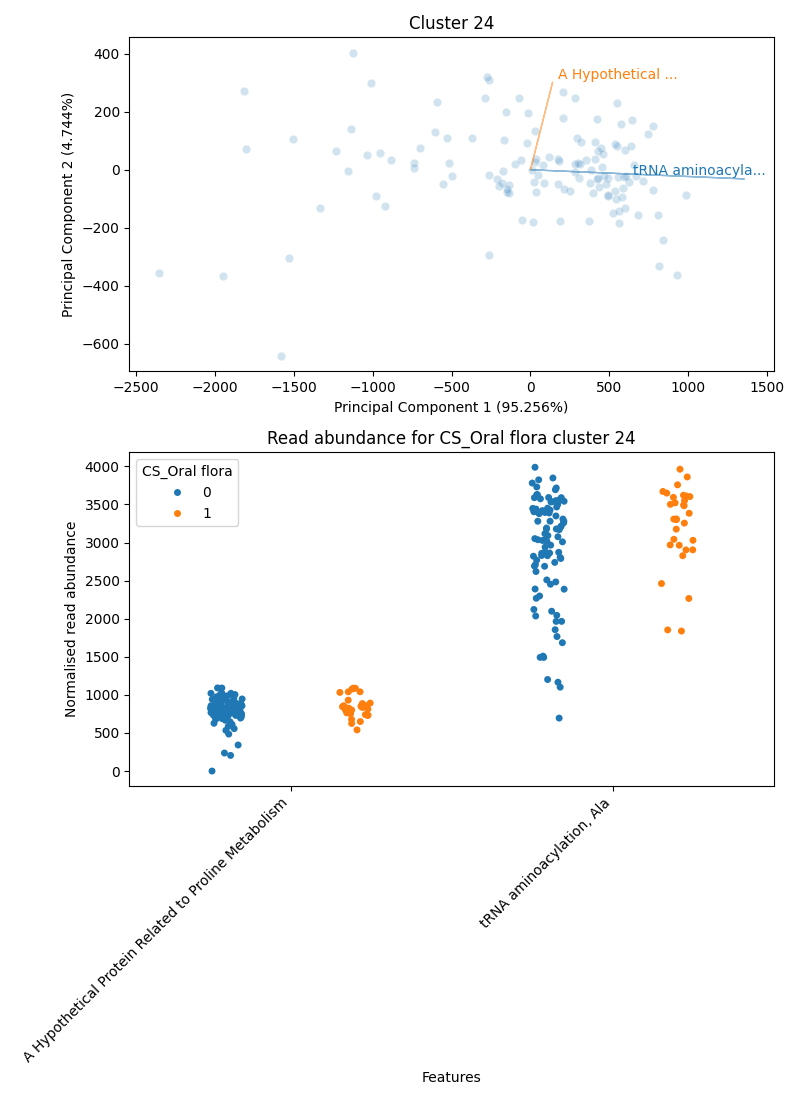 Cluster 24
400
200
0
−200
−400
−600
Principal Component 2 (4.744%)
A Hypothetical ...
tRNA aminoacyla...
−2500 −2000 −1500 −1000 −500 0 500 1000 1500
Principal Component 1 (95.256%)
Read abundance for CS_Oral flora cluster 24
4000
3500
3000
2500
2000
1500
1000
500
0
Normalised read abundance
CS_Oral flora
0
1
A Hypothetical Protein Related to Proline Metabolism
tRNA aminoacylation, Ala
Features